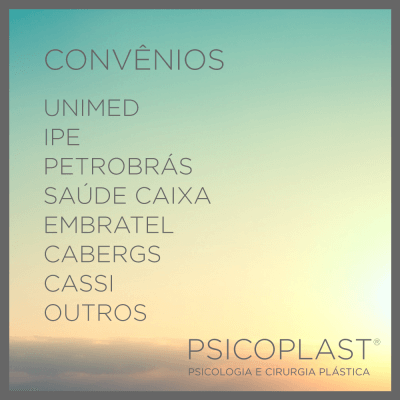 CONVÊNIOS
UNIMED
IPE
PETROBRÁS
SAÚDE CAIXA
EMBRATEL
CABERGS
CASSI
OUTROS
PSICOPLAST®
PSICOLOGIA E CIRURGIA PLÁSTICA